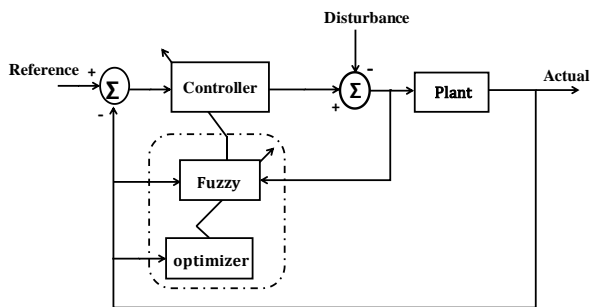 Disturbance
Reference
+
Σ
-
Controller
-
Σ
+
Plant
Actual
Fuzzy
optimizer